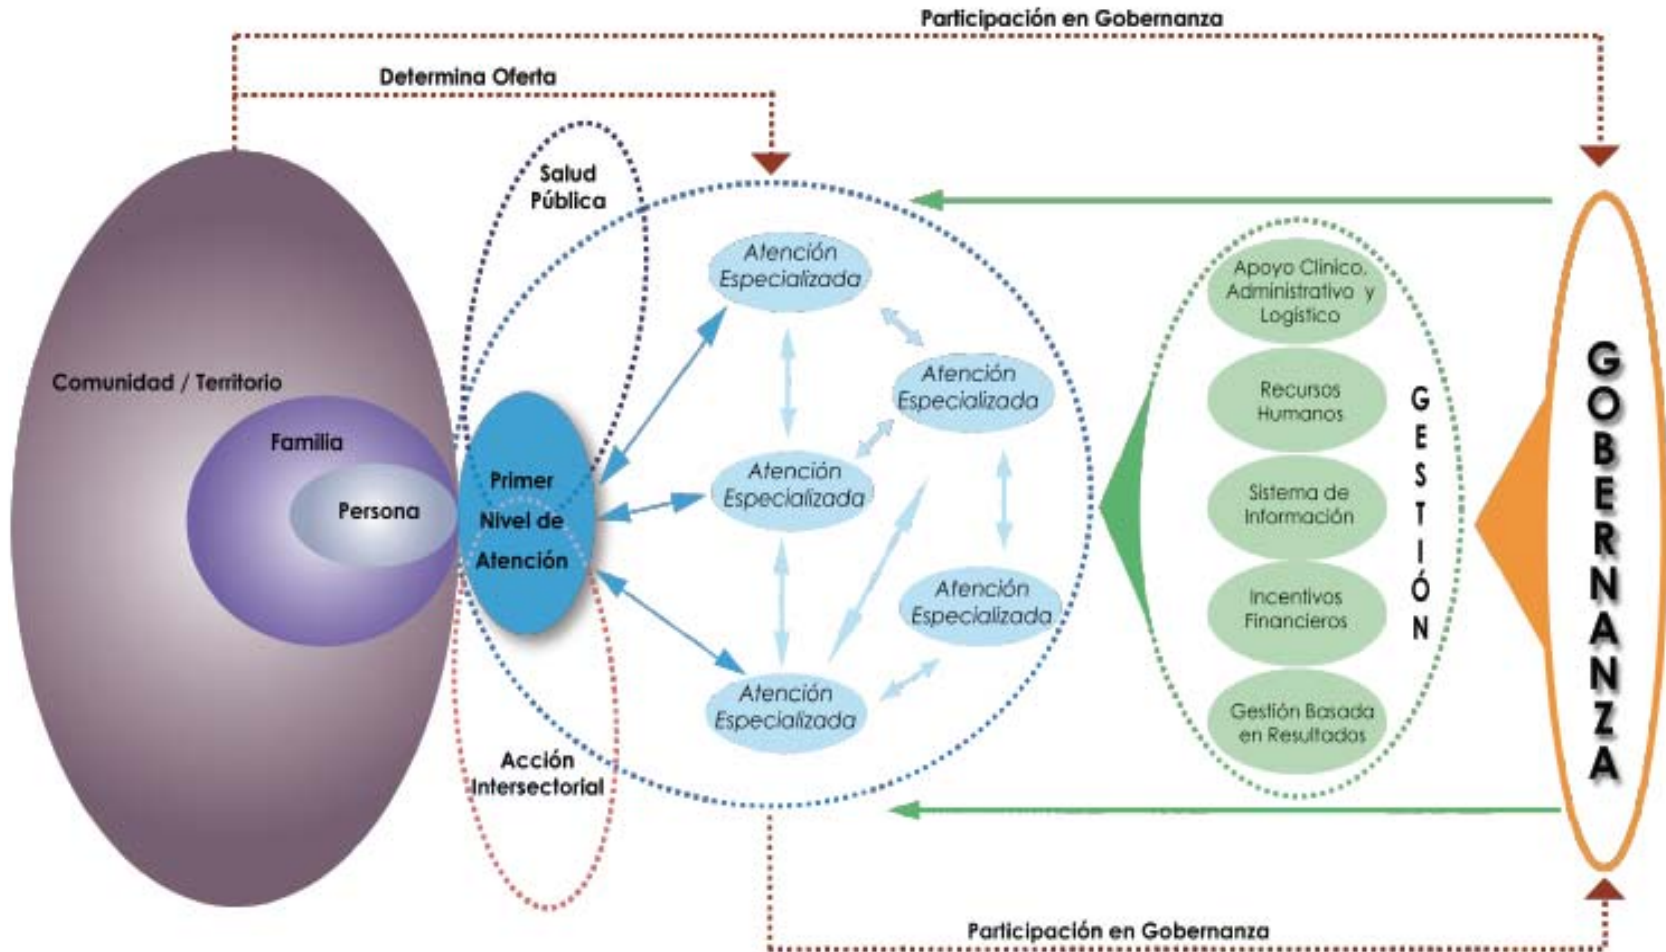 Participación en Gobernanza
Determina Oferta
Salud
Pública
Comunidad / Territorio
Familia
Persona
Primer
Nivel de
Atención
Acción
Intersectorial
Atención
Especializada
Atención
Especializada
Atención
Especializada
Atención
Especializada
Atención
Especializada
Apoyo Clínico,
Administrativo y
Logístico
Recursos
Humanos
Sistema de
Información
Incentivos
Financieros
Gestión Basada
en Resultados
GESTIÓN
GOBERNANZA
Participación en Gobernanza